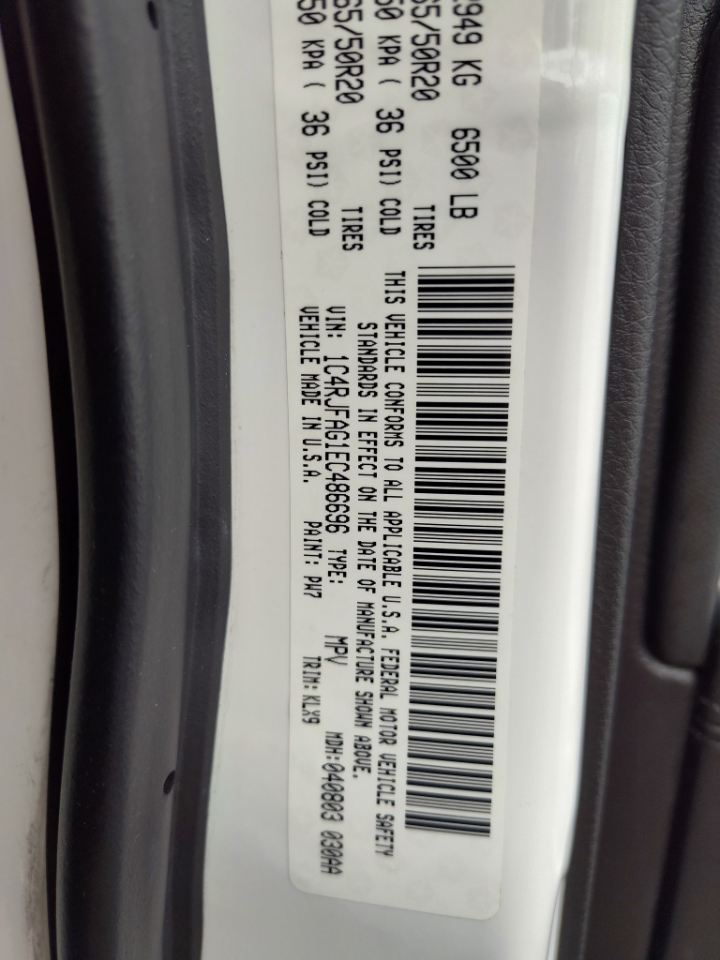 2949 KG 6500 LB
65/50R20 TIRES
50 KPA ( 36 PSI) COLD
65/50R20 TIRES
50 KPA ( 36 PSI) COLD
THIS VEHICLE CONFORMS TO ALL APPLICABLE U.S.A. FEDERAL MOTOR VEHICLE SAFETY
STANDARDS IN EFFECT ON THE DATE OF MANUFACTURE SHOWN ABOVE.
VIN: 1C4RJFAG1EC486696 TYPE: MPV MDH:040803 030AA
VEHICLE MADE IN U.S.A. PAINT: PW7 TRIM:KLX9